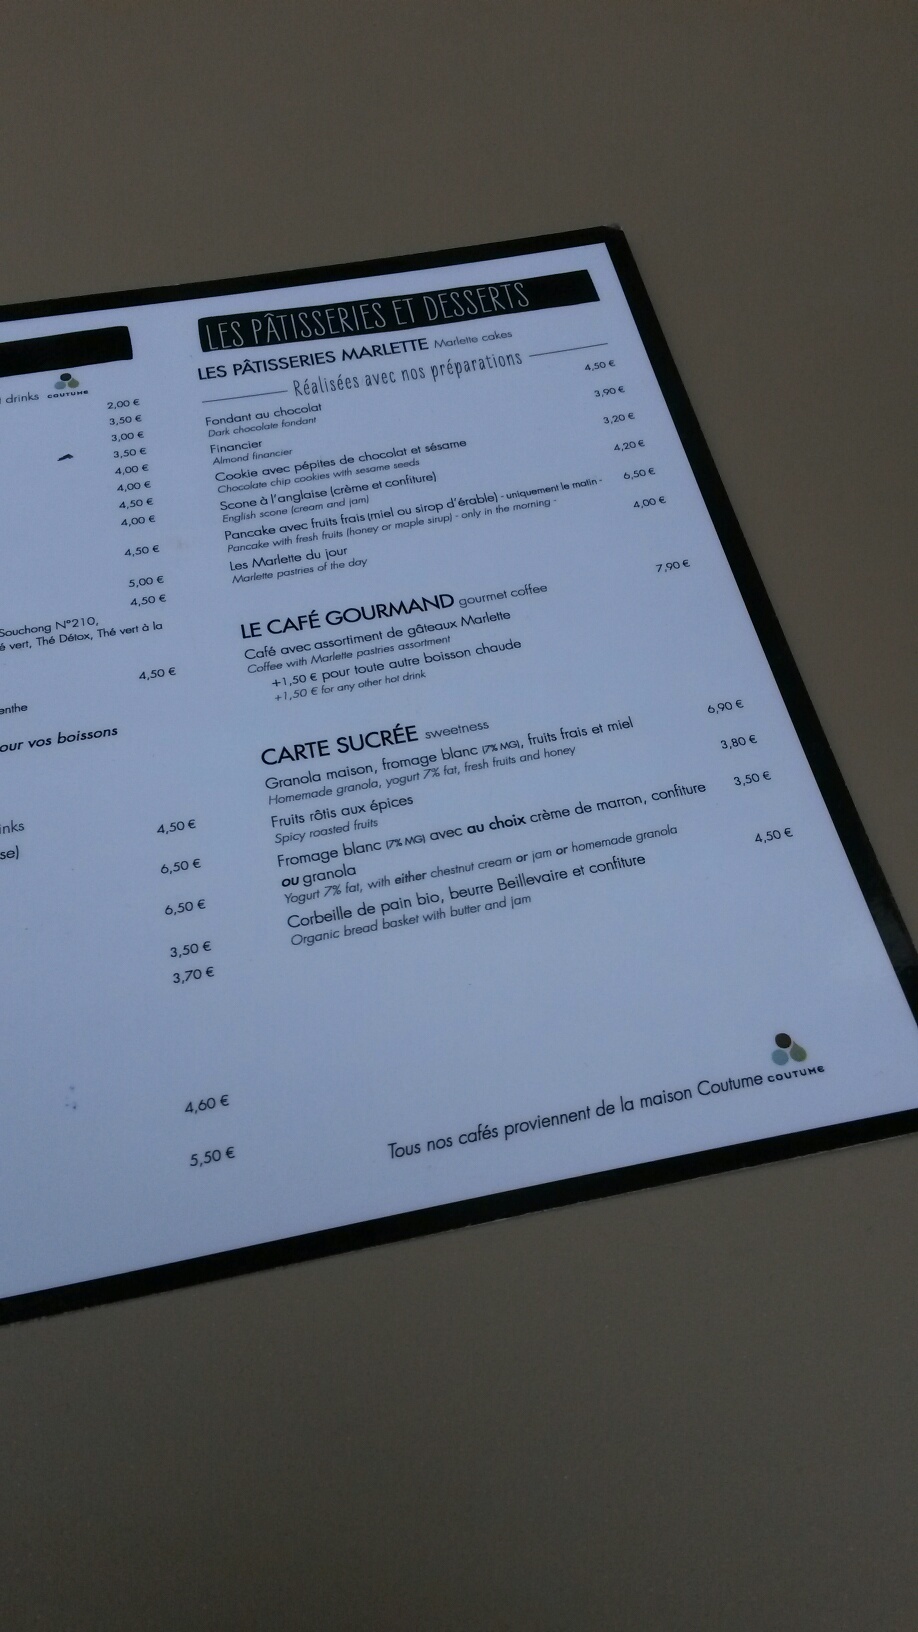 t drinks COUTUME
2,00 €
3,50 €
3,00 €
3,50 €
4,00 €
4,00 €
4,50 €
4,00 €
4,50 €
5,00 €
4,50 €
Souchong N°210,
é vert, Thé Détox, Thé vert à la
4,50 €
enthe
our vos boissons
inks
4,50 €
se)
6,50 €
6,50 €
3,50 €
3,70 €
4,60 €
5,50 €
LES PÂTISSERIES ET DESSERTS
LES PÂTISSERIES MARLETTE Marlette cakes
Réalisées avec nos préparations
Fondant au chocolat 4,50 €
Dark chocolate fondant
Financier 3,90 €
Almond financier
Cookie avec pépites de chocolat et sésame 3,20 €
Chocolate chip cookies with sesame seeds
Scone à l'anglaise (crème et confiture) 4,20 €
English scone (cream and jam)
Pancake avec fruits frais (miel ou sirop d'érable) - uniquement le matin - 6,50 €
Pancake with fresh fruits (honey or maple sirup) - only in the morning -
Les Marlette du jour 4,00 €
Marlette pastries of the day
LE CAFÉ GOURMAND gourmet coffee
Café avec assortiment de gâteaux Marlette 7,90 €
Coffee with Marlette pastries assortment
+1,50 € pour toute autre boisson chaude
+1,50 € for any other hot drink
CARTE SUCRÉE sweetness
Granola maison, fromage blanc (7% MG), fruits frais et miel 6,90 €
Homemade granola, yogurt 7% fat, fresh fruits and honey
Fruits rôtis aux épices 3,80 €
Spicy roasted fruits
Fromage blanc (7% MG) avec au choix crème de marron, confiture 3,50 €
ou granola
Yogurt 7% fat, with either chestnut cream or jam or homemade granola
Corbeille de pain bio, beurre Beillevaire et confiture 4,50 €
Organic bread basket with butter and jam
Tous nos cafés proviennent de la maison Coutume COUTUME